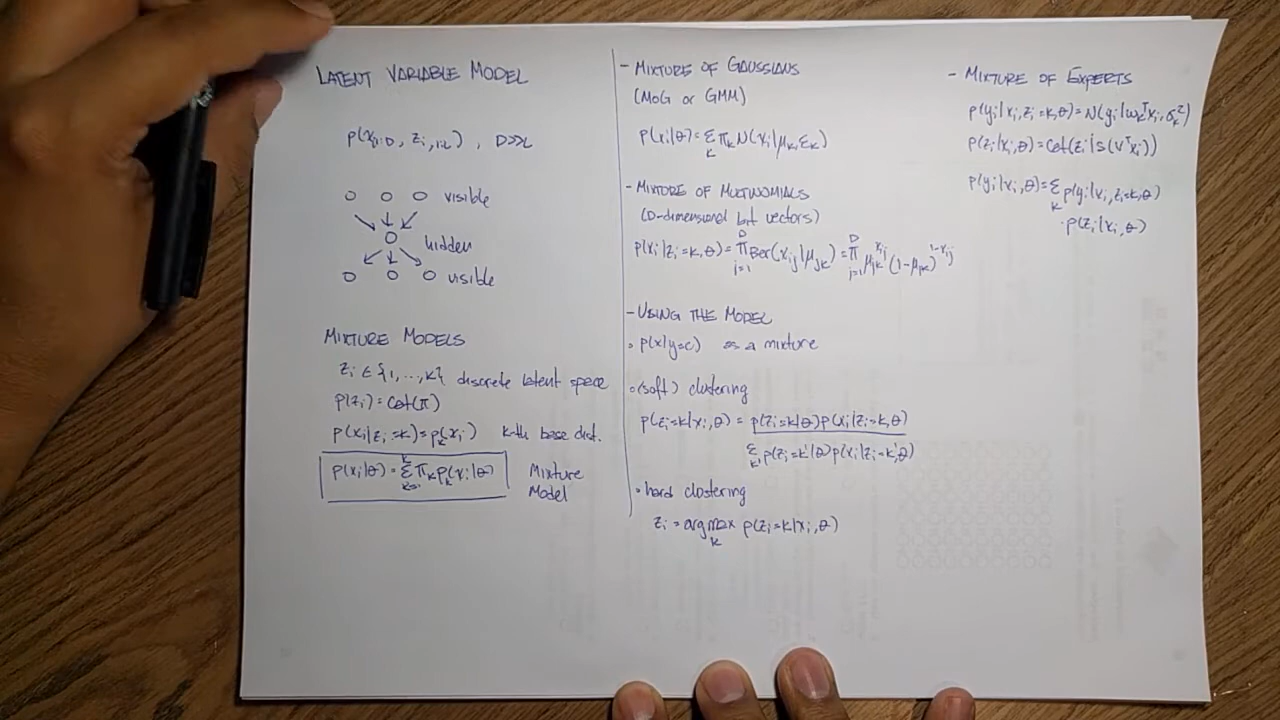 LATENT VARIABLE MODEL
p(x_{i,1:D}, z_{i,1:L}), D>>L
visible
hidden
visible
MIXTURE MODELS
z_i ∈ {1,...,K} discrete latent space
p(z_i) = Cat(π)
p(x_i|z_i=k) = p_k(x_i) k-th base dist.
p(x_i|θ) = Σ_{k=1}^{K} π_k p_k(x_i|θ) Mixture
Model
- MIXTURE OF GAUSSIANS
(MoG or GMM)
p(x_i|θ) = Σ_k π_k N(x_i|μ_k, Σ_k)
- MIXTURE OF MULTINOMIALS
(D-dimensional bit vectors)
p(x_i|z_i=k,θ) = π_{j=1}^{D} Ber(x_{ij}|μ_{jk}) = π_{j=1}^{D} μ_{jk}^{x_{ij}} (1-μ_{jk})^{1-x_{ij}}
- USING THE MODEL
• p(x|y=c) as a mixture
• (soft) clustering
p(z_i=k|x_i,θ) = p(z_i=k|θ)p(x_i|z_i=k,θ)
Σ_{k'} p(z_i=k'|θ)p(x_i|z_i=k',θ)
• hard clustering
z_i = argmax_k p(z_i=k|x_i,θ)
- MIXTURE OF EXPERTS
p(y_i|x_i,z_i=k,θ) = N(y_i|w_k^T x_i, σ_k^2)
p(z_i|x_i,θ) = Cat(z_i|S(V^T x_i))
p(y_i|x_i,θ) = Σ_k p(y_i|x_i,z_i=k,θ)
· p(z_i|x_i,θ)